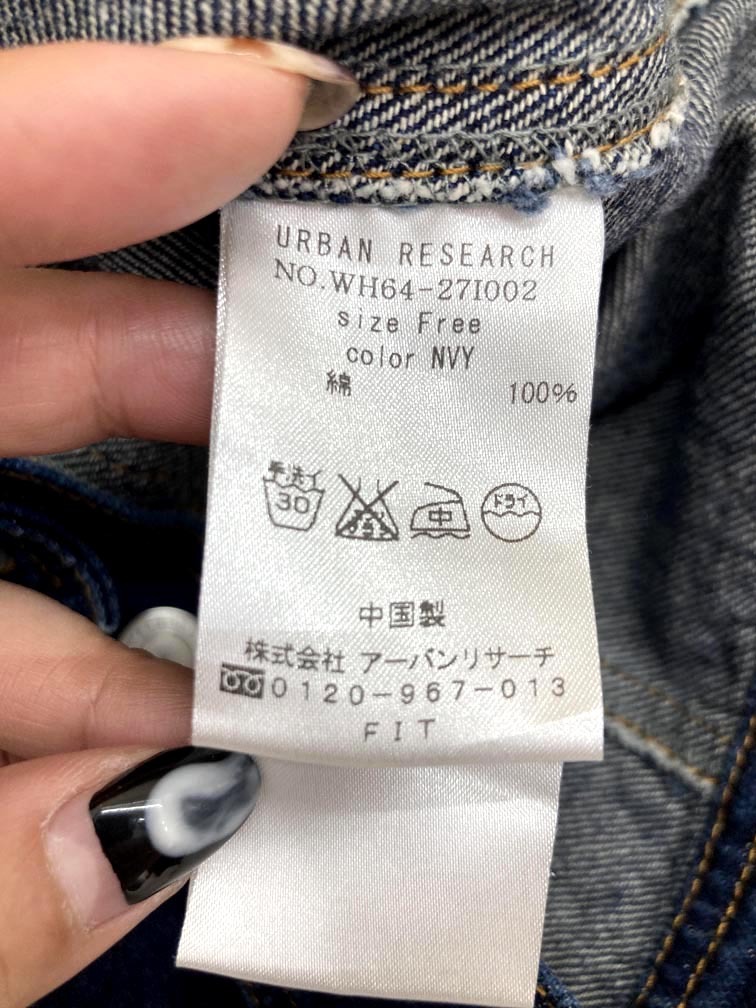 URBAN RESEARCH
NO.WH64-27I002
size Free
color NVY
綿 100%
手洗イ
30
中
ドライ
中国製
株式会社 アーバンリサーチ
0120-967-013
FIT